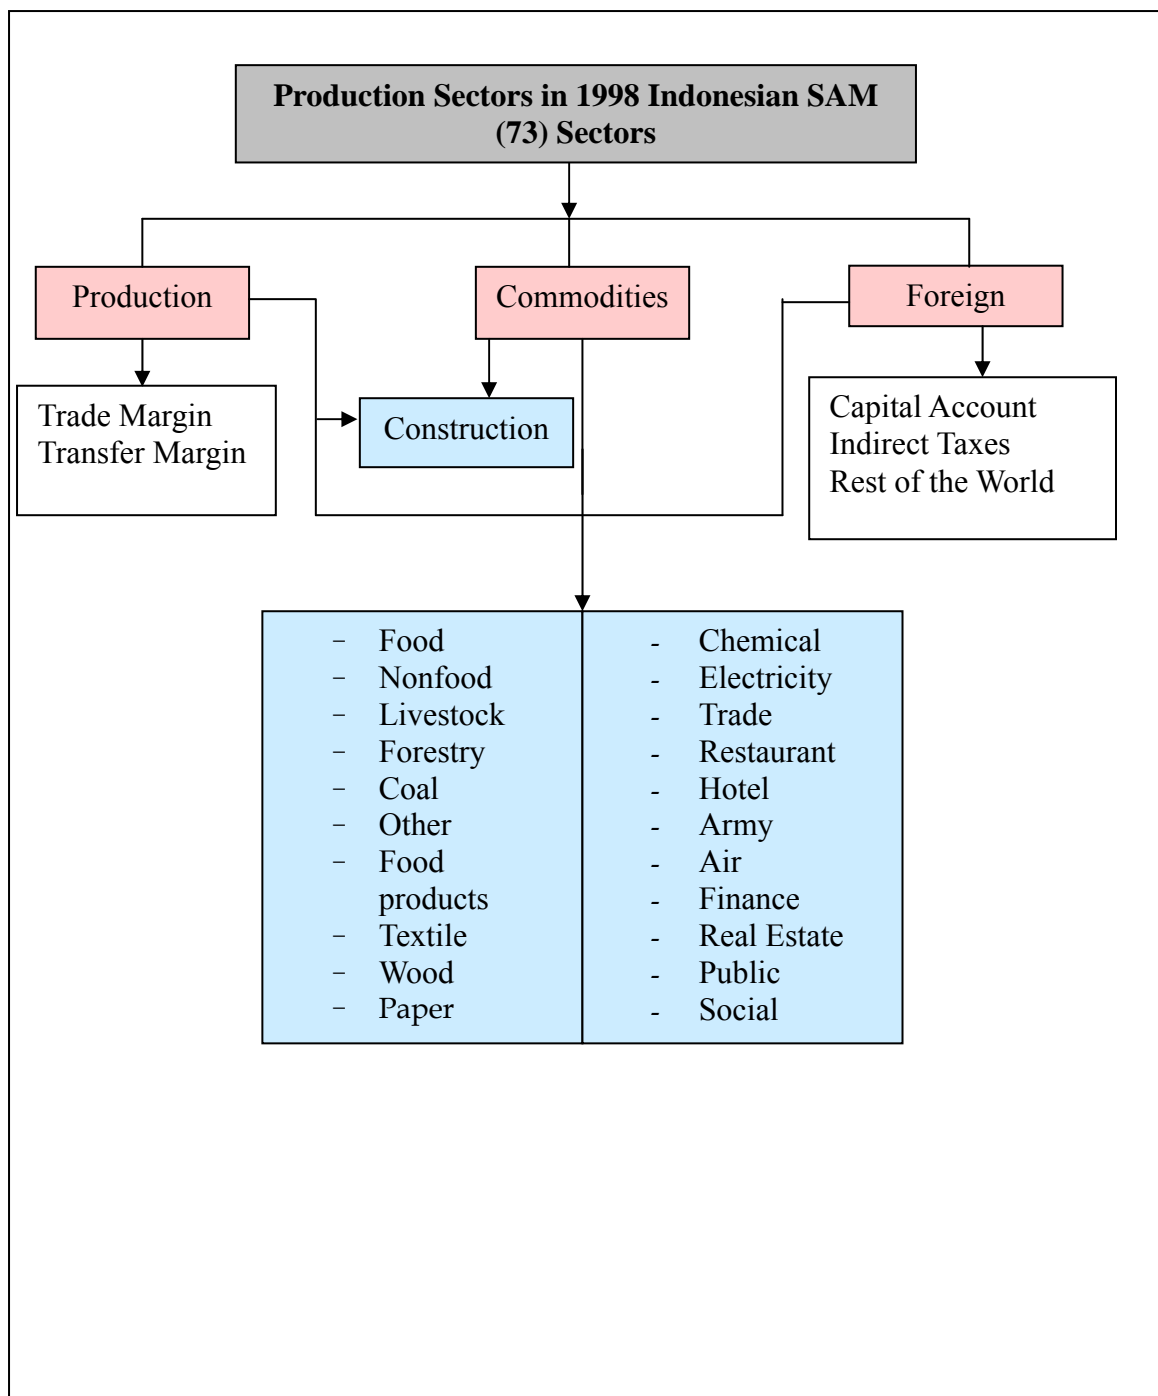 Production Sectors in 1998 Indonesian SAM
(73) Sectors
Production
Commodities
Foreign
Trade Margin
Transfer Margin
Construction
Capital Account
Indirect Taxes
Rest of the World
- Food
- Nonfood
- Livestock
- Forestry
- Coal
- Other
- Food
products
- Textile
- Wood
- Paper
- Chemical
- Electricity
- Trade
- Restaurant
- Hotel
- Army
- Air
- Finance
- Real Estate
- Public
- Social